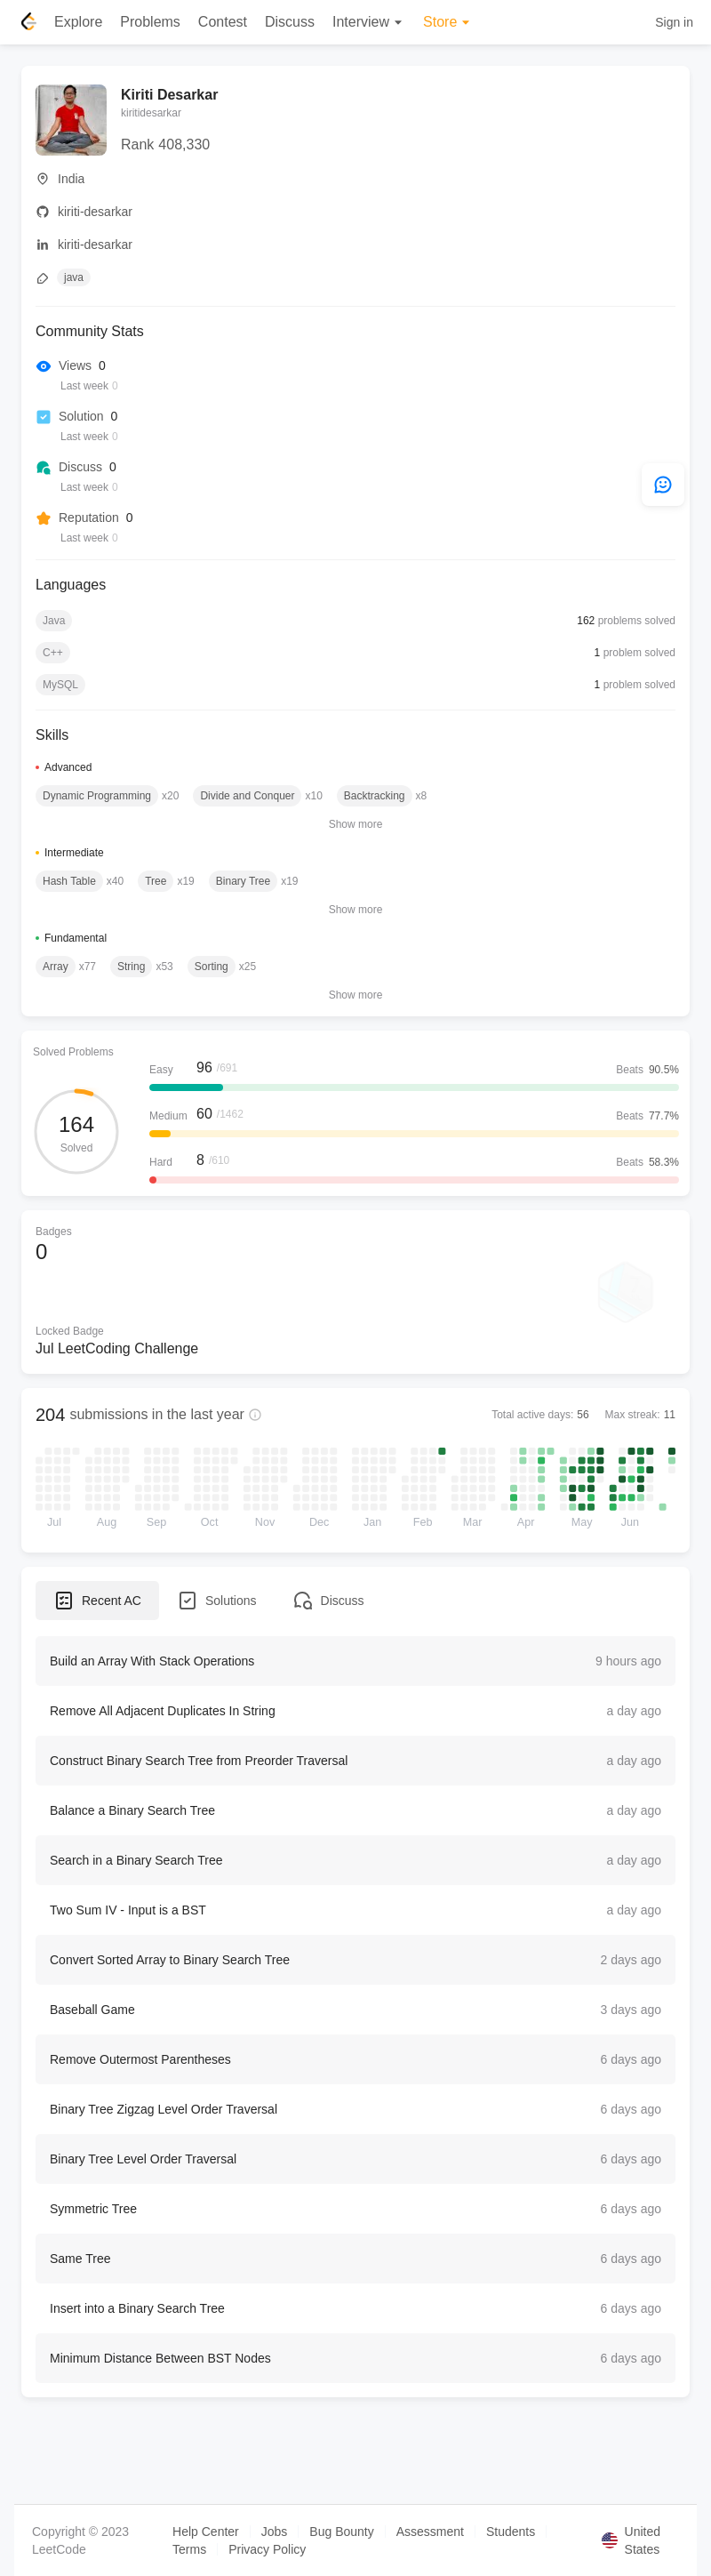 Explore Problems Contest Discuss Interview Store Sign in
Kiriti Desarkar
kiritidesarkar
Rank 408,330
India
kiriti-desarkar
kiriti-desarkar
java
Community Stats
Views 0
Last week 0
Solution 0
Last week 0
Discuss 0
Last week 0
Reputation 0
Last week 0
Languages
Java 162 problems solved
C++ 1 problem solved
MySQL 1 problem solved
Skills
Advanced
Dynamic Programming x20 Divide and Conquer x10 Backtracking x8
Show more
Intermediate
Hash Table x40 Tree x19 Binary Tree x19
Show more
Fundamental
Array x77 String x53 Sorting x25
Show more
Solved Problems
164
Solved
Easy 96 /691 Beats 90.5%
Medium 60 /1462 Beats 77.7%
Hard 8 /610 Beats 58.3%
Badges
0
Locked Badge
Jul LeetCoding Challenge
204 submissions in the last year Total active days: 56 Max streak: 11
Jul Aug Sep Oct Nov Dec Jan Feb Mar Apr May Jun
Recent AC Solutions Discuss
Build an Array With Stack Operations 9 hours ago
Remove All Adjacent Duplicates In String a day ago
Construct Binary Search Tree from Preorder Traversal a day ago
Balance a Binary Search Tree a day ago
Search in a Binary Search Tree a day ago
Two Sum IV - Input is a BST a day ago
Convert Sorted Array to Binary Search Tree 2 days ago
Baseball Game 3 days ago
Remove Outermost Parentheses 6 days ago
Binary Tree Zigzag Level Order Traversal 6 days ago
Binary Tree Level Order Traversal 6 days ago
Symmetric Tree 6 days ago
Same Tree 6 days ago
Insert into a Binary Search Tree 6 days ago
Minimum Distance Between BST Nodes 6 days ago
Copyright © 2023 LeetCode
Help Center Jobs Bug Bounty Assessment Students
Terms Privacy Policy
United States